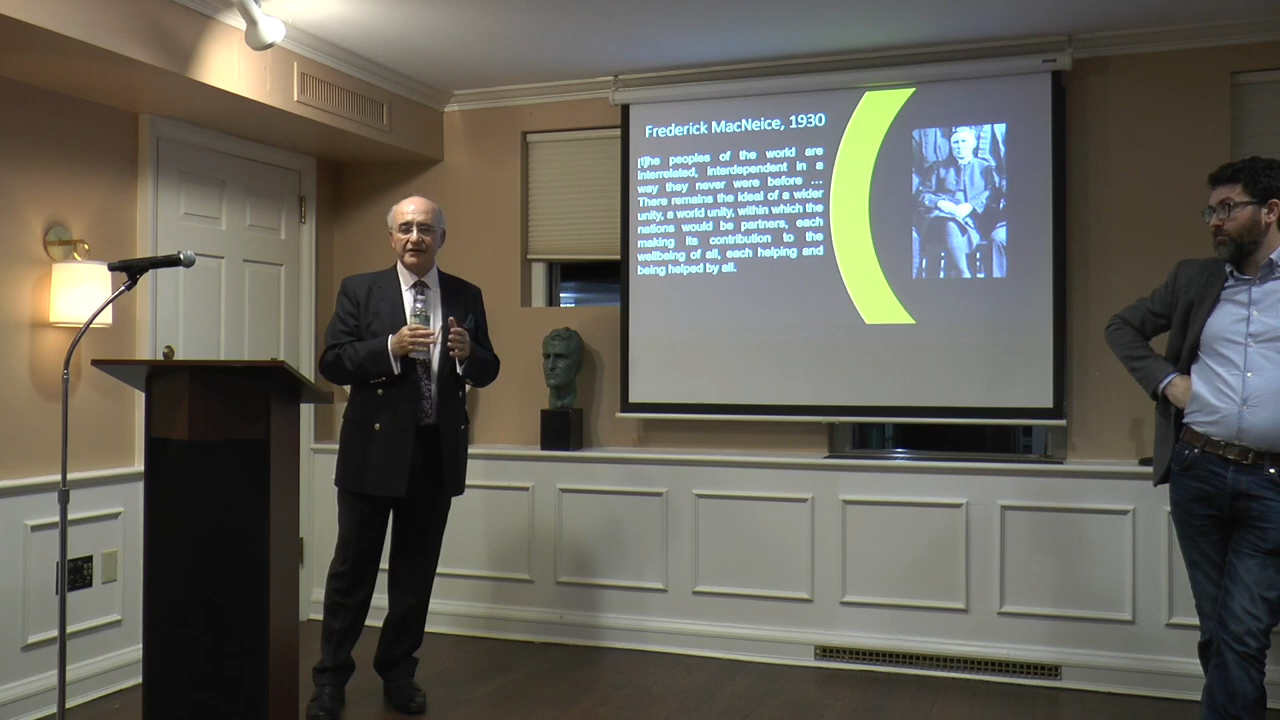 Frederick MacNeice, 1930
[t]he peoples of the world are
interrelated, interdependent in a
way they never were before ...
There remains the ideal of a wider
unity, a world unity, within which the
nations would be partners, each
making its contribution to the
wellbeing of all, each helping and
being helped by all.